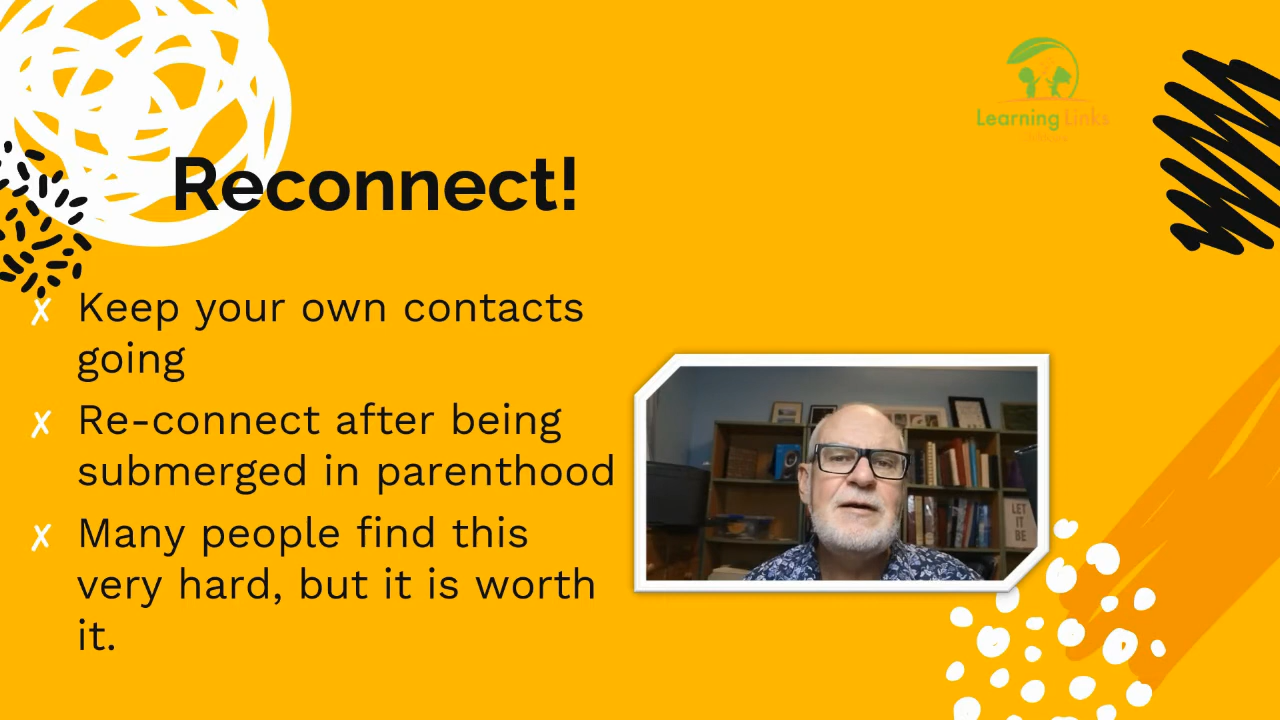 Learning Links
Reconnect!
✗ Keep your own contacts
going
✗ Re-connect after being
submerged in parenthood
✗ Many people find this
very hard, but it is worth
it.
LET
IT
BE